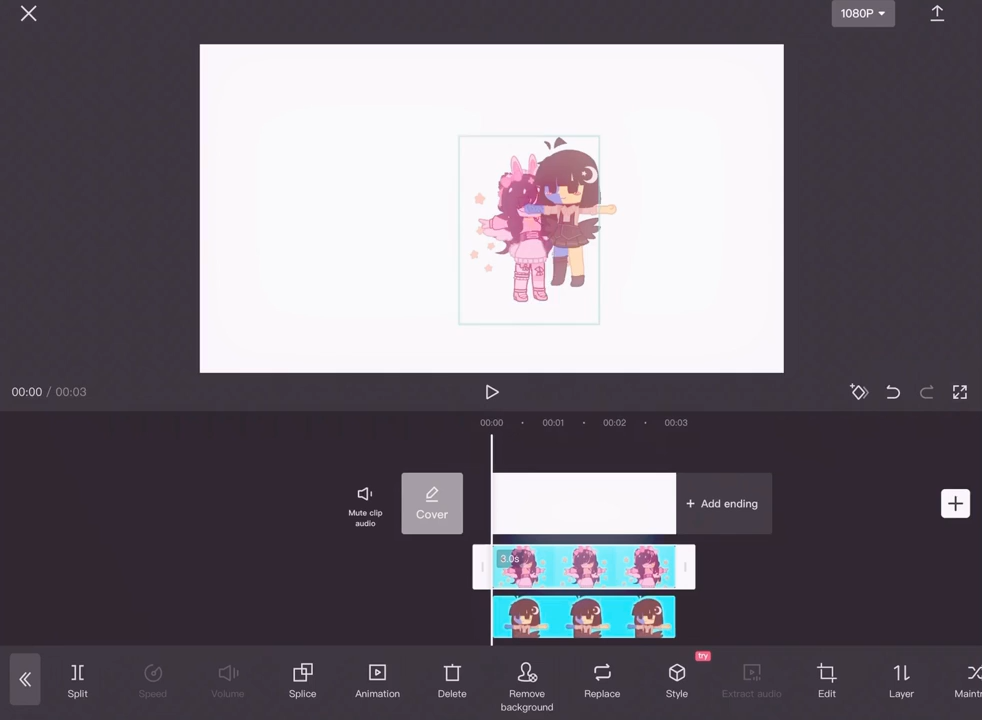 1080P
00:00 / 00:03
00:00 00:01 00:02 00:03
Mute clip
audio
Cover
+ Add ending
3.0s
try
Split
Speed
Volume
Splice
Animation
Delete
Remove
background
Replace
Style
Extract audio
Edit
Layer